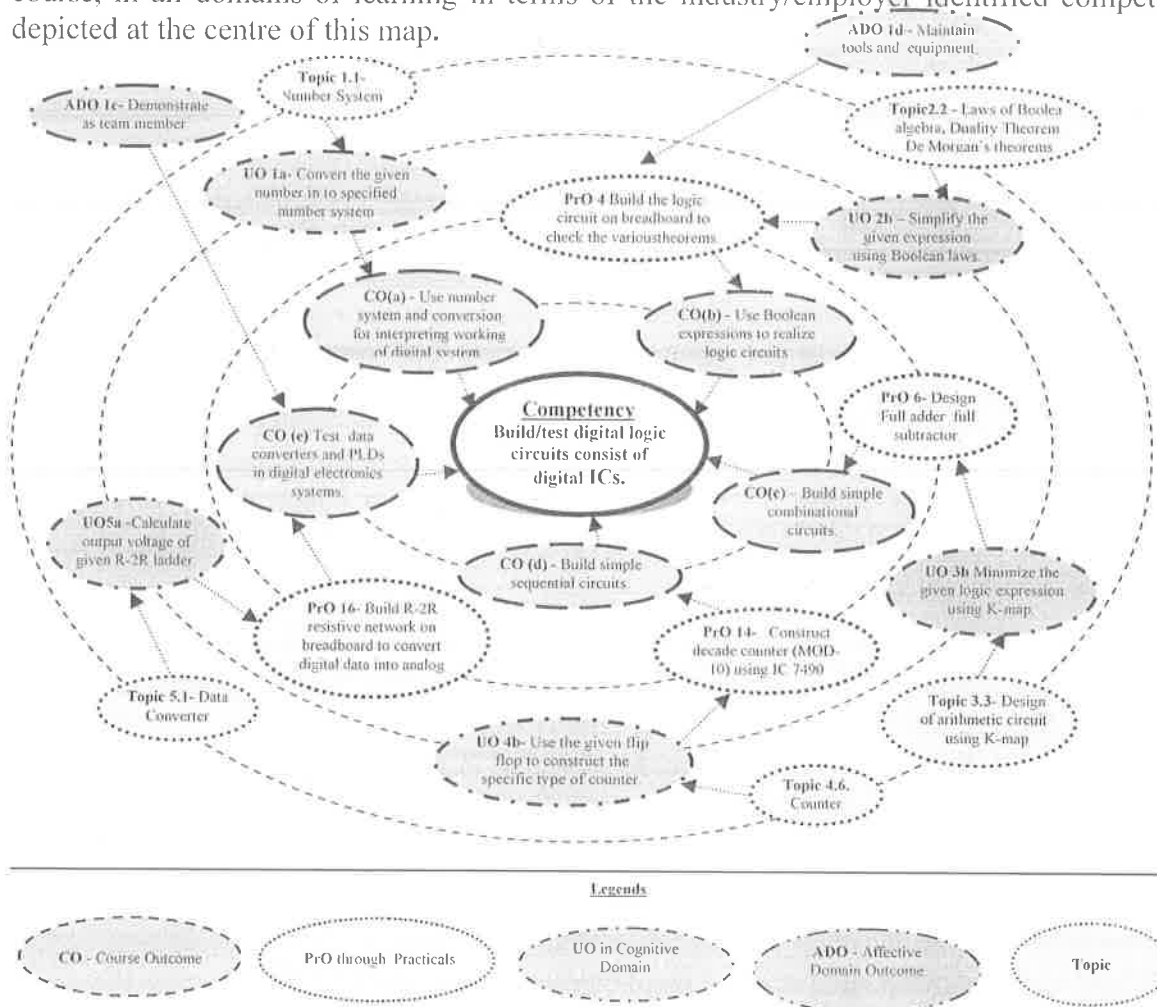 depicted at the centre of this map.
ADO 1d - Maintain
tools and equipment
Topic 1.1-
Number System
ADO 1c- Demonstrate
as team member
Topic2.2 - Laws of Boolea
algebra, Duality Theorem
De Morgan's theorems
UO 1a- Convert the given
number in to specified
number system
PrO 4 Build the logic
circuit on breadboard to
check the varioustheorems.
UO 2b – Simplify the
given expression
using Boolean laws.
CO(a) - Use number
system and conversion
for interpreting working
of digital system
CO(b) - Use Boolean
expressions to realize
logic circuits
Competency
Build/test digital logic
circuits consist of
digital ICs.
PrO 6- Design
Full adder full
subtractor
CO (e) Test data
converters and PLDs
in digital electronics
systems.
CO(c) – Build simple
combinational
circuits.
UO5a -Calculate
output voltage of
given R-2R ladder.
CO (d) - Build simple
sequential circuits.
UO 3b Minimize the
given logic expression
using K-map.
PrO 16- Build R-2R
resistive network on
breadboard to convert
digital data into analog
PrO 14- Construct
decade counter (MOD-
10) using IC 7490
Topic 5.1- Data
Converter
Topic 3.3- Design
of arithmetic circuit
using K-map
UO 4b- Use the given flip
flop to construct the
specific type of counter.
Topic 4.6.
Counter
Legends
CO - Course Outcome
PrO through Practicals
UO in Cognitive
Domain
ADO - Affective
Domain Outcome
Topic